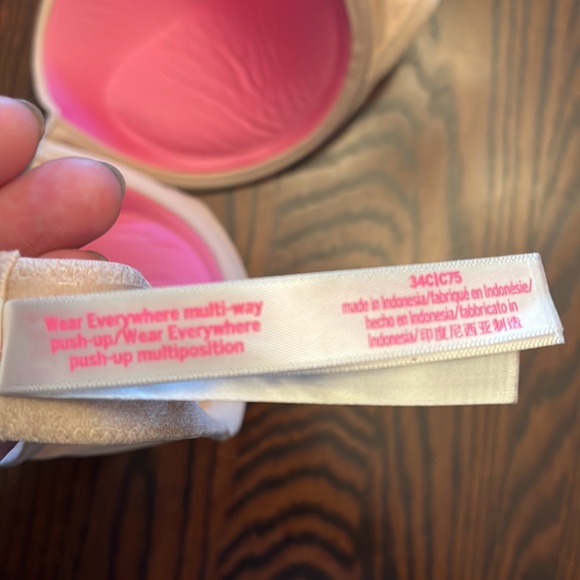 Wear Everywhere multi-way
push-up/Wear Everywhere
push-up multiposition
34C|C75
made in Indonesia/fabriqué en Indonésie/
hecho en Indonesia/fabbricato in
Indonesia/印度尼西亚制造